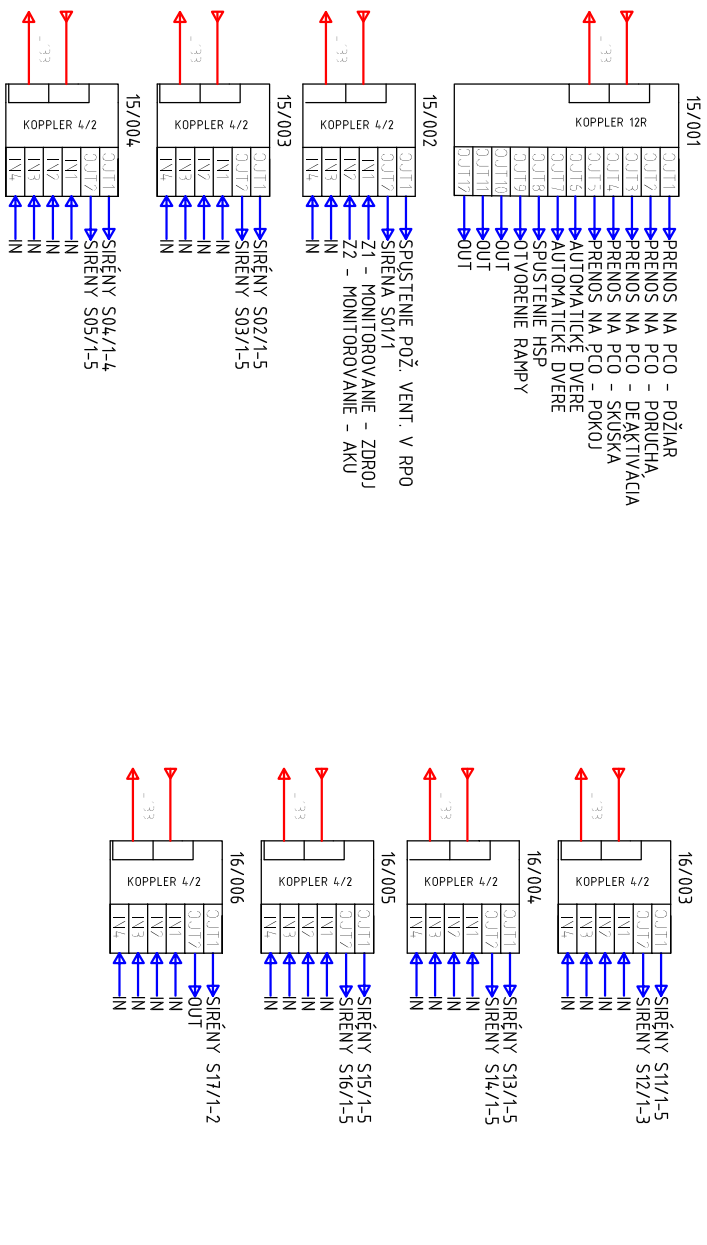 15/001
KOPPLER 12R
OUT1
PRENOS NA PCO - POŽIAR
OUT2
PRENOS NA PCO - PORUCHA
OUT3
PRENOS NA PCO - DEAKTIVÁCIA
OUT4
PRENOS NA PCO - SKÚŠKA
OUT5
PRENOS NA PCO - POKOJ
OUT6
AUTOMATICKÉ DVERE
OUT7
AUTOMATICKÉ DVERE
OUT8
SPUSTENIE HSP
OUT9
OTVORENIE RAMPY
OUT10
OUT
OUT11
OUT
OUT12
OUT
15/002
KOPPLER 4/2
OUT1
SPUSTENIE POŽ. VENT. V RPO
OUT2
SIRÉNA S01/1
IN1
Z1 - MONITOROVANIE - ZDROJ
IN2
Z2 - MONITOROVANIE - AKU
IN3
IN
IN4
IN
15/003
KOPPLER 4/2
OUT1
SIRÉNY S02/1-5
OUT2
SIRÉNY S03/1-5
IN1
IN
IN2
IN
IN3
IN
IN4
IN
15/004
KOPPLER 4/2
OUT1
SIRÉNY S04/1-4
OUT2
SIRÉNY S05/1-5
IN1
IN
IN2
IN
IN3
IN
IN4
IN
16/003
KOPPLER 4/2
OUT1
SIRÉNY S11/1-5
OUT2
SIRÉNY S12/1-3
IN1
IN
IN2
IN
IN3
IN
IN4
IN
16/004
KOPPLER 4/2
OUT1
SIRÉNY S13/1-5
OUT2
SIRÉNY S14/1-5
IN1
IN
IN2
IN
IN3
IN
IN4
IN
16/005
KOPPLER 4/2
OUT1
SIRÉNY S15/1-5
OUT2
SIRÉNY S16/1-5
IN1
IN
IN2
IN
IN3
IN
IN4
IN
16/006
KOPPLER 4/2
OUT1
SIRÉNY S17/1-2
OUT2
OUT
IN1
IN
IN2
IN
IN3
IN
IN4
IN